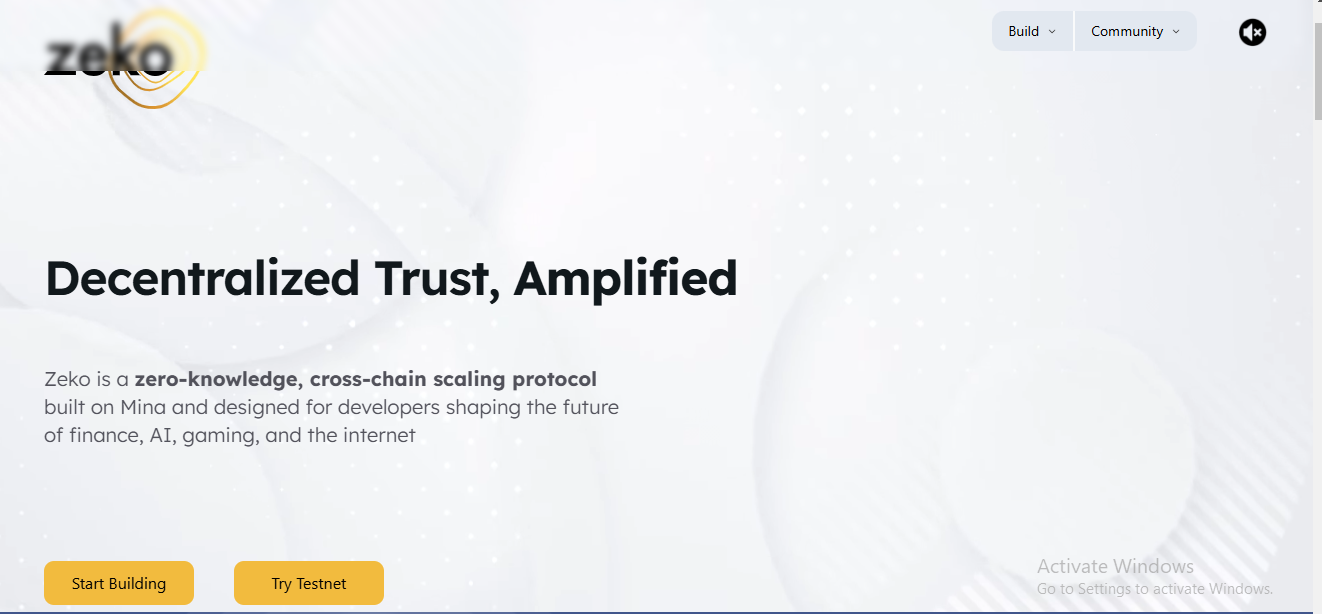 zeko
Build
Community
Decentralized Trust, Amplified
Zeko is a zero-knowledge, cross-chain scaling protocol
built on Mina and designed for developers shaping the future
of finance, AI, gaming, and the internet
Start Building
Try Testnet
Activate Windows
Go to Settings to activate Windows.